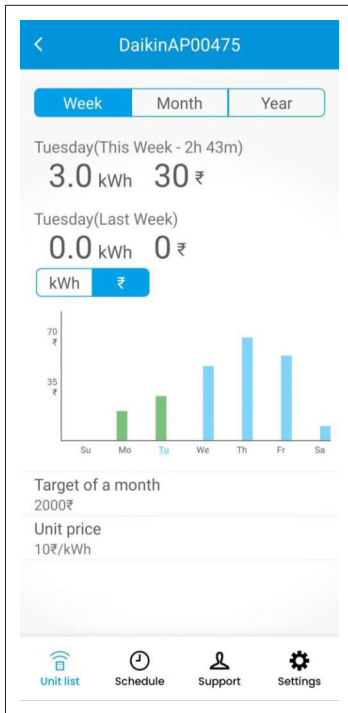 DaikinAP00475
Week Month Year
Tuesday(This Week - 2h 43m)
3.0 kWh 30 ₹
Tuesday(Last Week)
0.0 kWh 0 ₹
kWh ₹
70
₹
35
₹
Su Mo Tu We Th Fr Sa
Target of a month
2000₹
Unit price
10₹/kWh
Unit list Schedule Support Settings